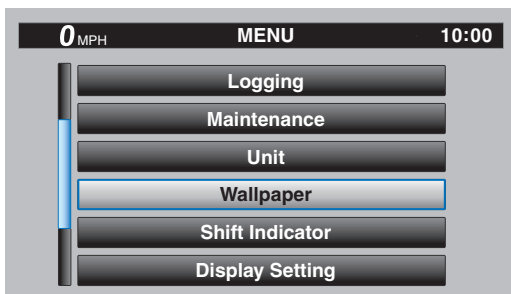 0 MPH MENU 10:00
Logging
Maintenance
Unit
Wallpaper
Shift Indicator
Display Setting